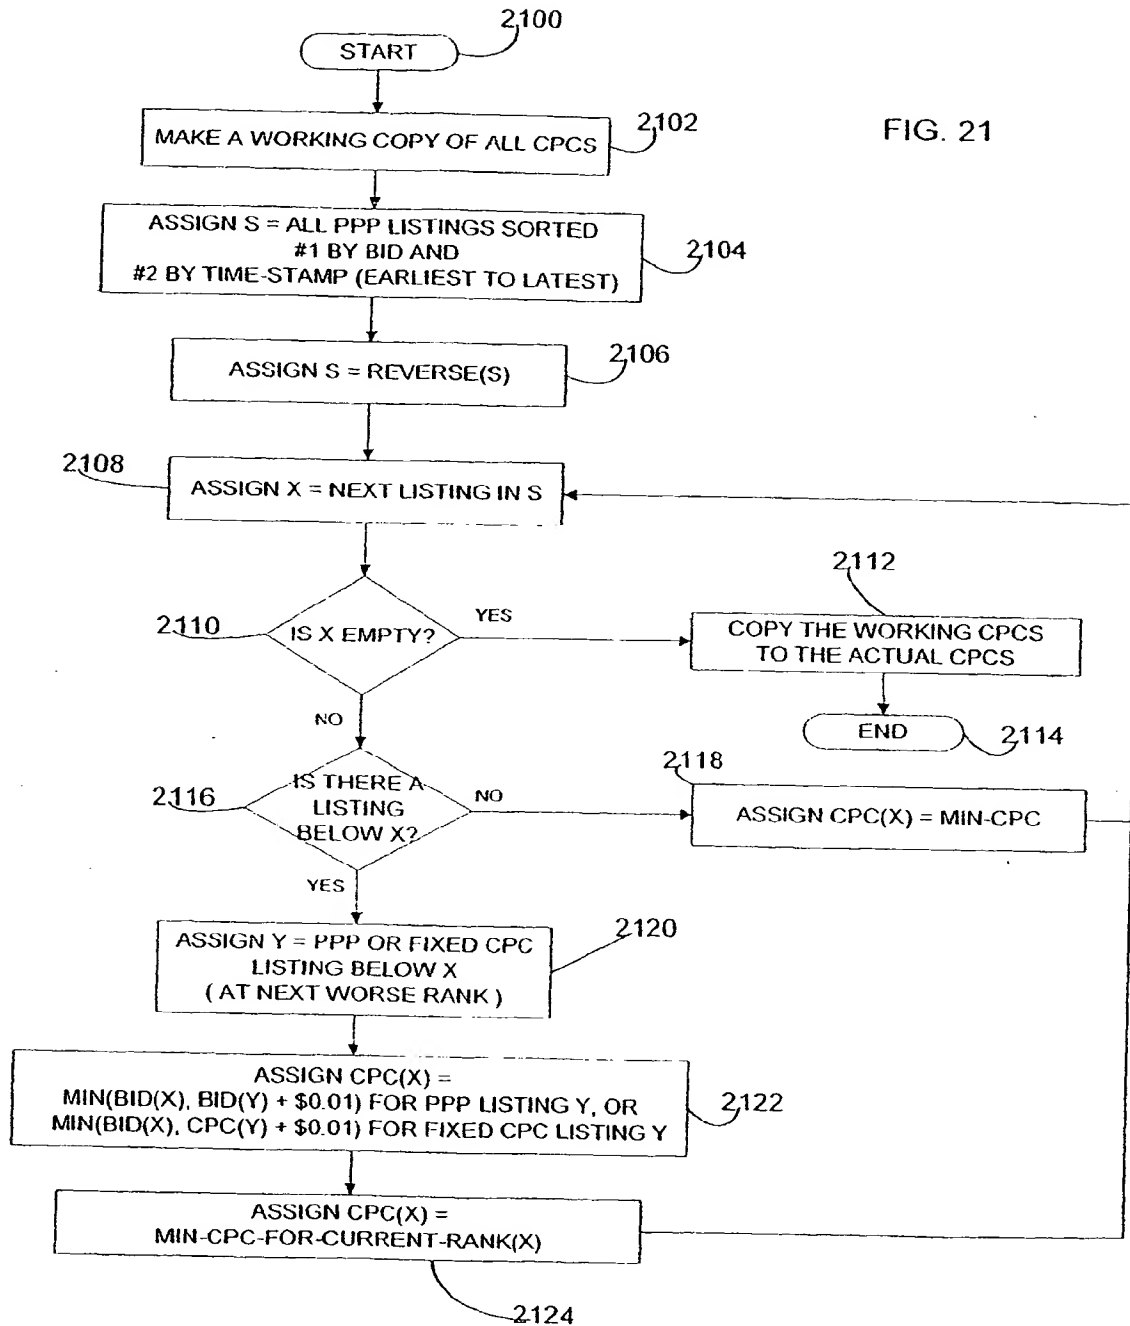 2100
START
FIG. 21
2102
MAKE A WORKING COPY OF ALL CPCS
ASSIGN S = ALL PPP LISTINGS SORTED
#1 BY BID AND
#2 BY TIME-STAMP (EARLIEST TO LATEST)
2104
2106
ASSIGN S = REVERSE(S)
2108
ASSIGN X = NEXT LISTING IN S
2110
IS X EMPTY?
YES
2112
COPY THE WORKING CPCS
TO THE ACTUAL CPCS
NO
END
2114
2116
IS THERE A
LISTING
BELOW X?
NO
2118
ASSIGN CPC(X) = MIN-CPC
YES
2120
ASSIGN Y = PPP OR FIXED CPC
LISTING BELOW X
( AT NEXT WORSE RANK )
ASSIGN CPC(X) =
MIN(BID(X), BID(Y) + $0.01) FOR PPP LISTING Y, OR
MIN(BID(X), CPC(Y) + $0.01) FOR FIXED CPC LISTING Y
2122
ASSIGN CPC(X) =
MIN-CPC-FOR-CURRENT-RANK(X)
2124